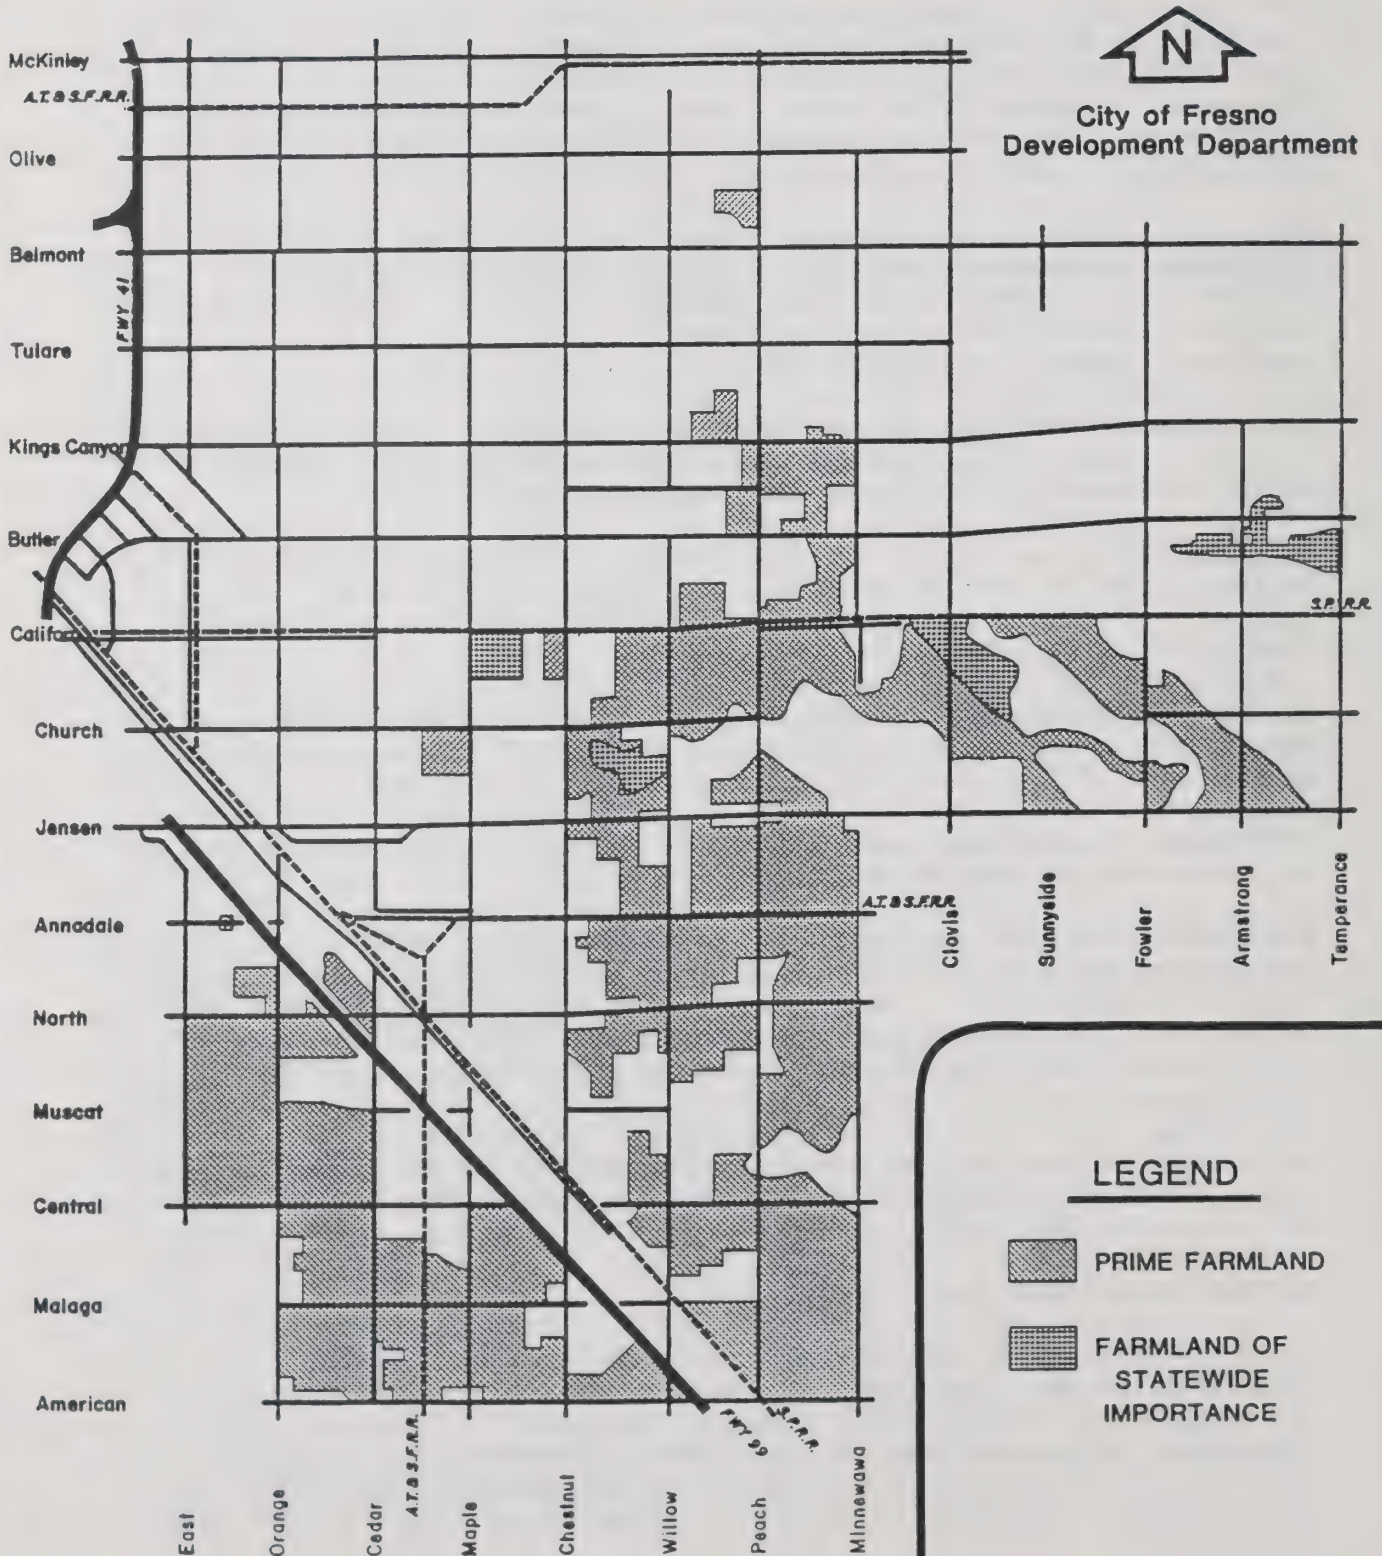 N
City of Fresno
Development Department
McKinley
A.T. & S.F.R.R.
Olive
Belmont
FWY 41
Tulare
Kings Canyon
Butler
S.P. R.R.
Califor
Church
Jensen
A.T. & S.F.R.R.
Annadale
Clovis
Sunnyside
Fowler
Armstrong
Temperance
North
Muscat
Central
Malaga
American
LEGEND
PRIME FARMLAND
FARMLAND OF
STATEWIDE
IMPORTANCE
East
Orange
Cedar
A.T. & S.F.R.R.
Maple
Chestnut
Willow
Peach
Minnewawa
FWY 99
S.P.R.R.